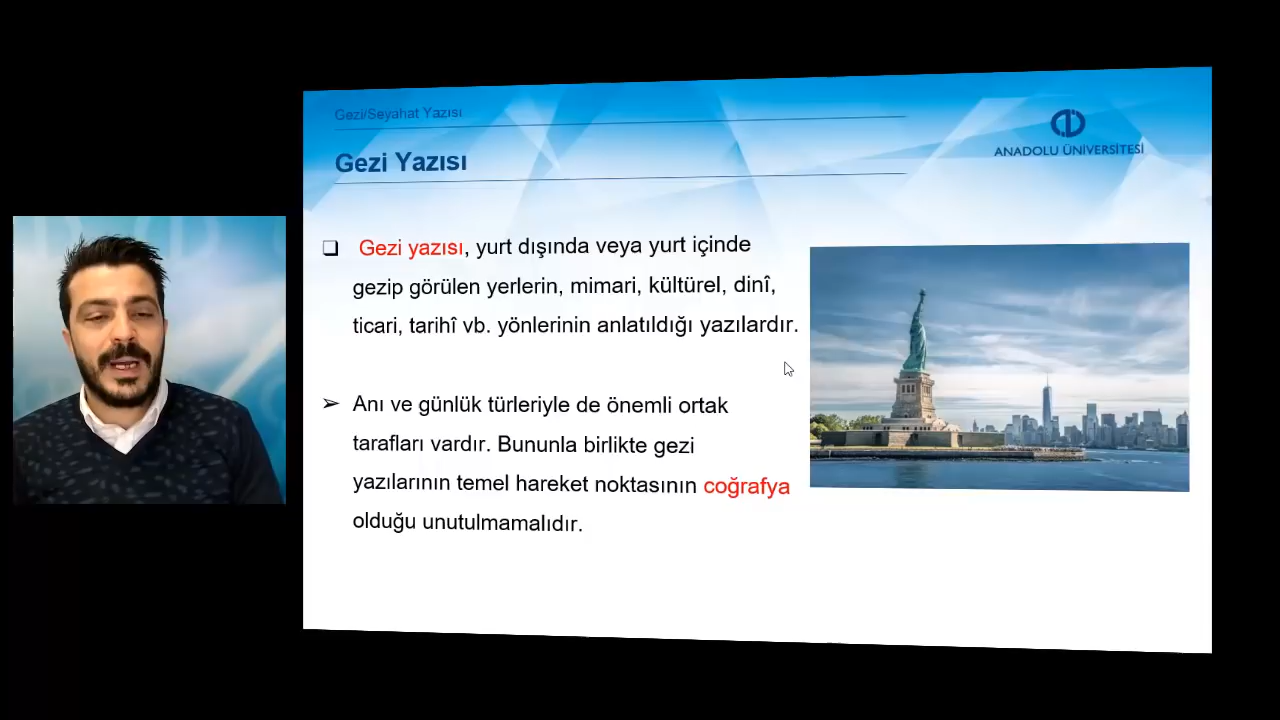 Gezi/Seyahat Yazısı
ANADOLU ÜNİVERSİTESİ
Gezi Yazısı
Gezi yazısı, yurt dışında veya yurt içinde
gezip görülen yerlerin, mimari, kültürel, dinî,
ticari, tarihî vb. yönlerinin anlatıldığı yazılardır.
Anı ve günlük türleriyle de önemli ortak
tarafları vardır. Bununla birlikte gezi
yazılarının temel hareket noktasının coğrafya
olduğu unutulmamalıdır.